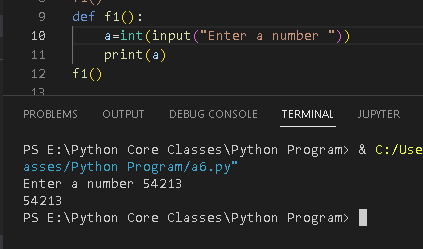 9 def f1():
10 a=int(input("Enter a number "))
11 print(a)
12 f1()
PROBLEMS OUTPUT DEBUG CONSOLE TERMINAL JUPYTER
PS E:\Python Core Classes\Python Program> & C:/Use
asses/Python Program/a6.py"
Enter a number 54213
54213
PS E:\Python Core Classes\Python Program>